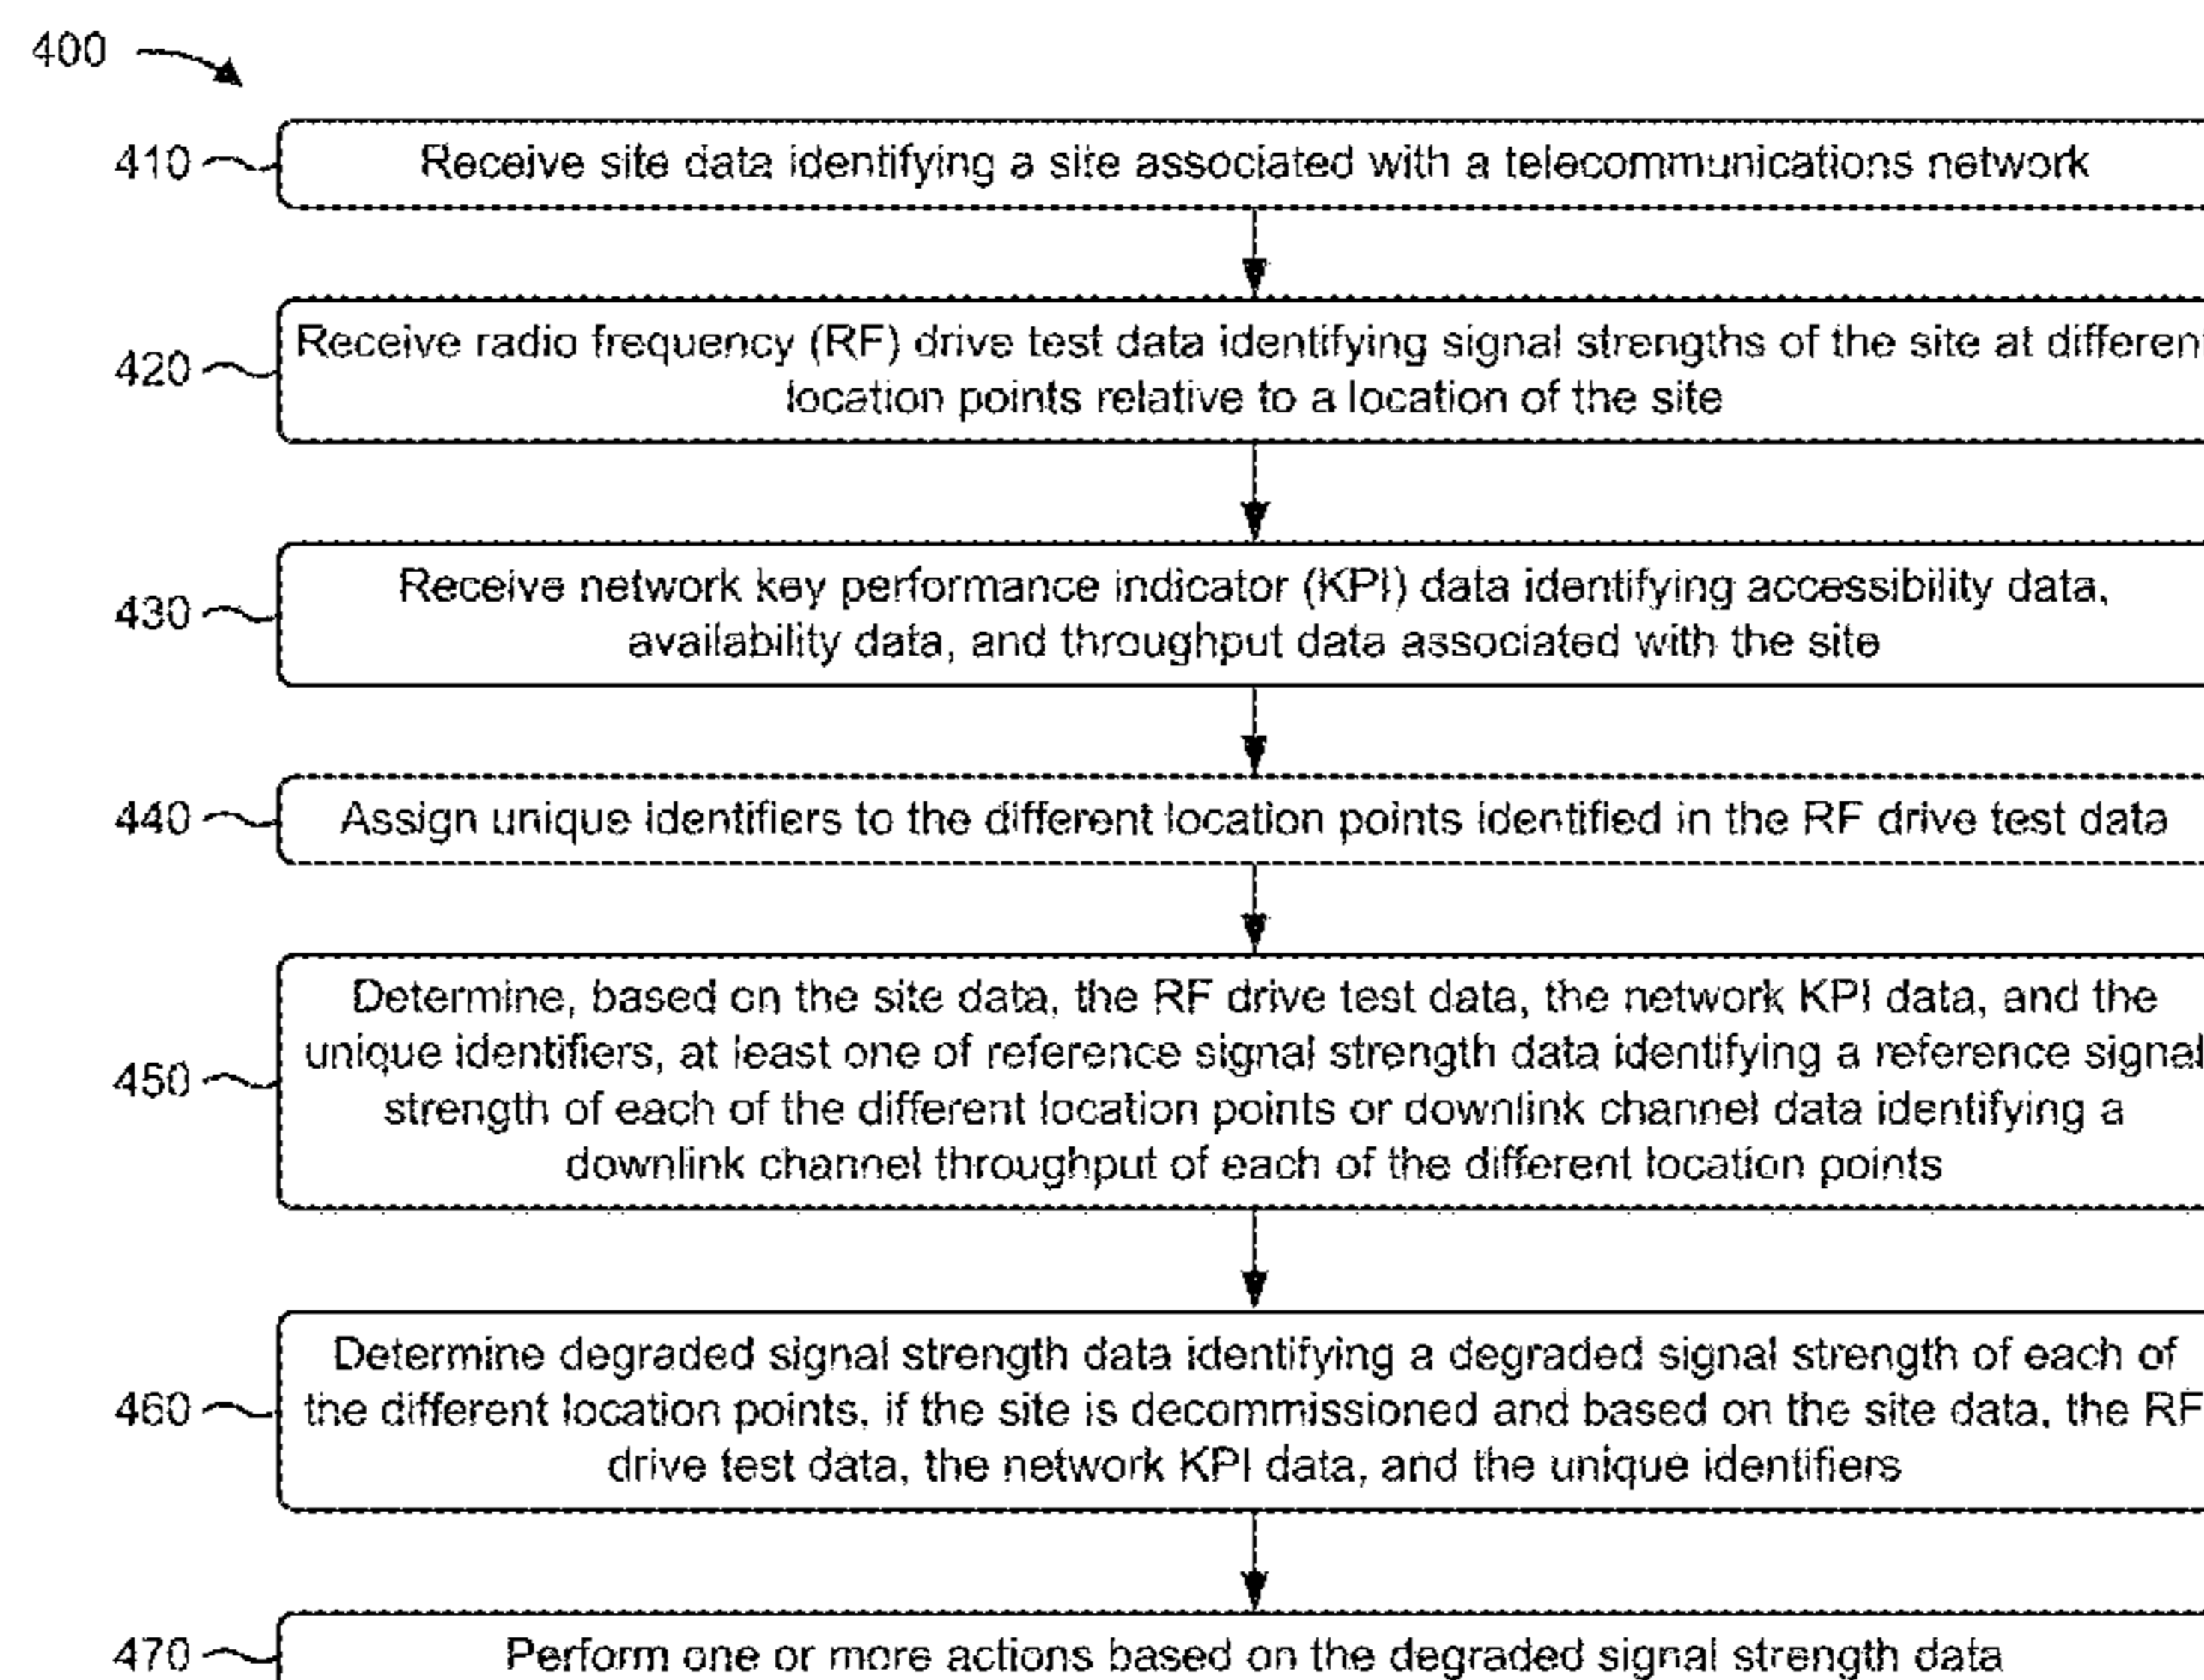 400
410 Receive site data identifying a site associated with a telecommunications network
420 Receive radio frequency (RF) drive test data identifying signal strengths of the site at different
location points relative to a location of the site
430 Receive network key performance indicator (KPI) data identifying accessibility data,
availability data, and throughput data associated with the site
440 Assign unique identifiers to the different location points identified in the RF drive test data
450 Determine, based on the site data, the RF drive test data, the network KPI data, and the
unique identifiers, at least one of reference signal strength data identifying a reference signal
strength of each of the different location points or downlink channel data identifying a
downlink channel throughput of each of the different location points
460 Determine degraded signal strength data identifying a degraded signal strength of each of
the different location points, if the site is decommissioned and based on the site data, the RF
drive test data, the network KPI data, and the unique identifiers
470 Perform one or more actions based on the degraded signal strength data